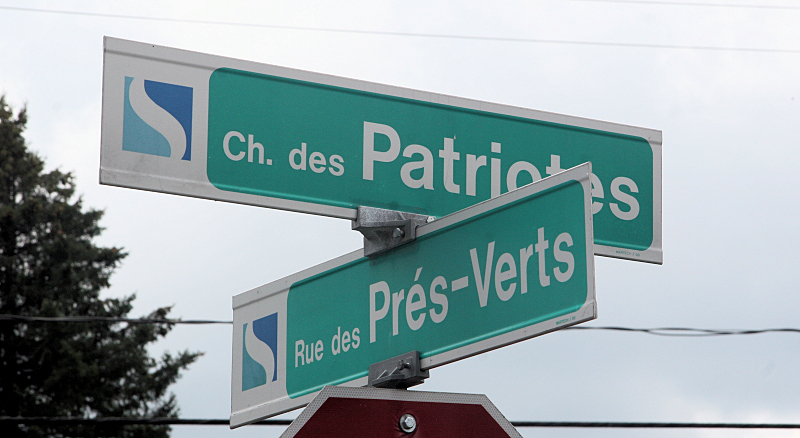 Ch. des Patriotes
Rue des Prés-Verts